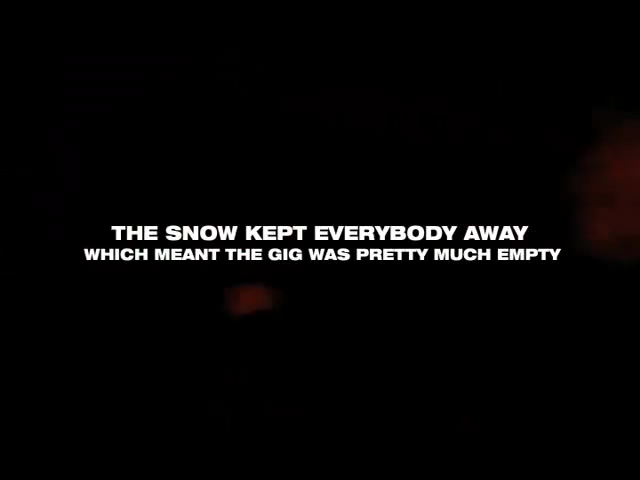 THE SNOW KEPT EVERYBODY AWAY
WHICH MEANT THE GIG WAS PRETTY MUCH EMPTY